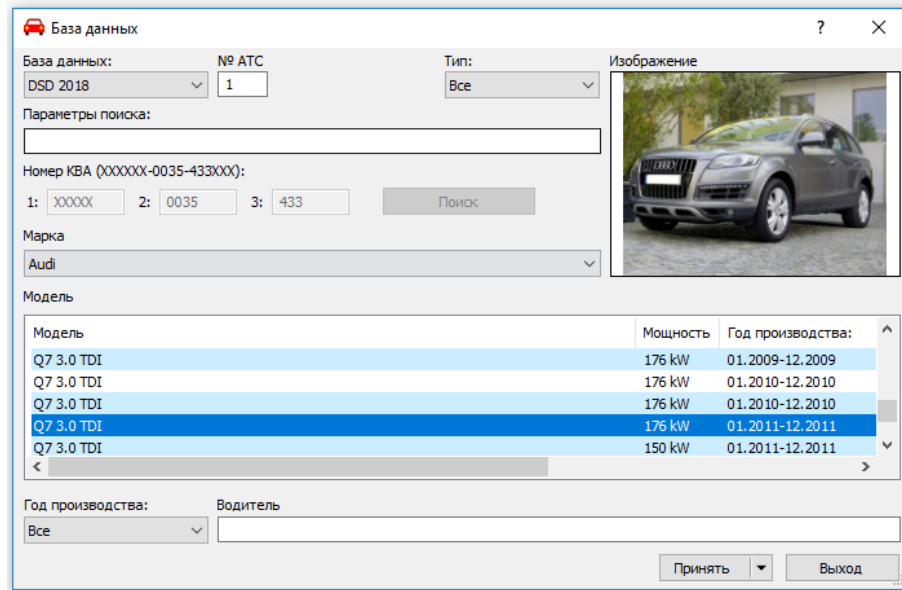 База данных
?
База данных: № АТС Тип: Изображение
DSD 2018 1 Все
Параметры поиска:
Номер КВА (XXXXXX-0035-433XXX):
1: XXXXX 2: 0035 3: 433 Поиск
Марка
Audi
Модель
Модель Мощность Год производства:
Q7 3.0 TDI 176 kW 01.2009-12.2009
Q7 3.0 TDI 176 kW 01.2010-12.2010
Q7 3.0 TDI 176 kW 01.2010-12.2010
Q7 3.0 TDI 176 kW 01.2011-12.2011
Q7 3.0 TDI 150 kW 01.2011-12.2011
Год производства: Водитель
Все
Принять Выход